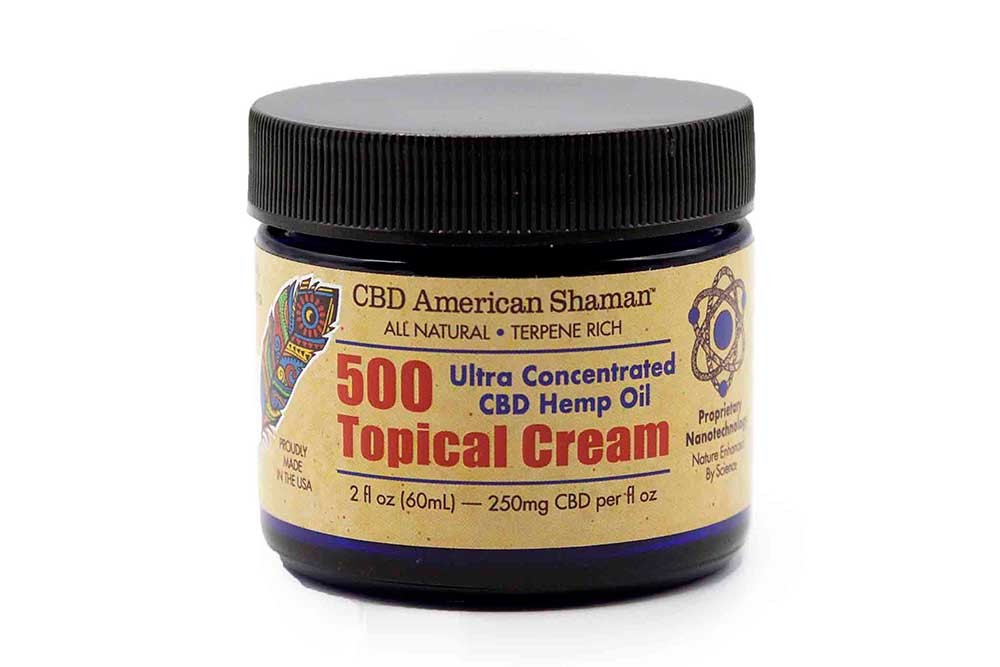 CBD American Shaman™
ALL NATURAL • TERPENE RICH
500 Ultra Concentrated
CBD Hemp Oil
Topical Cream
2 fl oz (60mL) — 250mg CBD per fl oz
PROUDLY
MADE
IN THE USA
Proprietary
Nanotechnology
Nature Enhanced
By Science